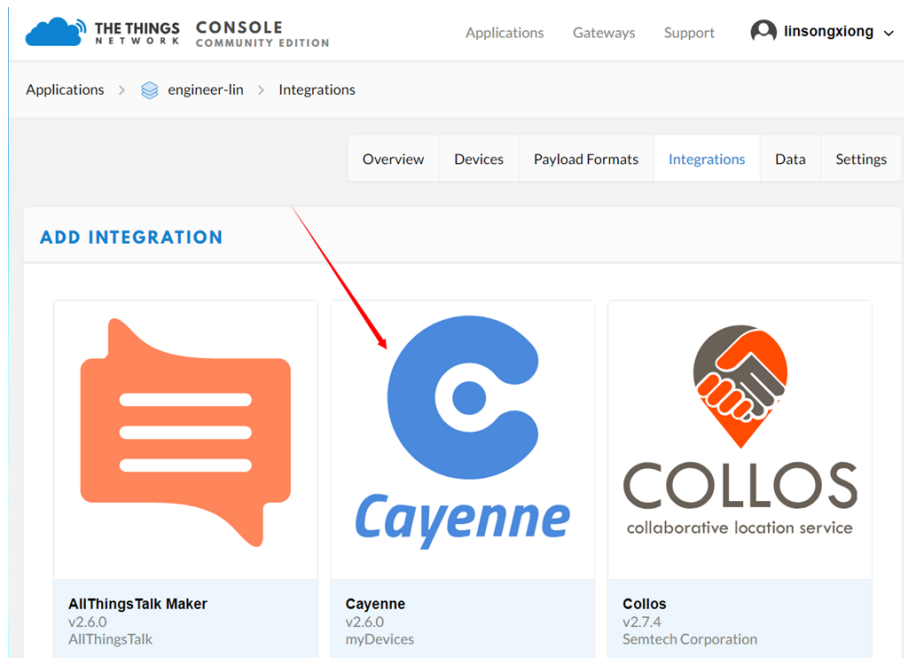 THE THINGS NETWORK CONSOLE COMMUNITY EDITION
Applications Gateways Support linsongxiong
Applications engineer-lin Integrations
Overview Devices Payload Formats Integrations Data Settings
ADD INTEGRATION
Cayenne
COLLOS
collaborative location service
AllThingsTalk Maker
v2.6.0
AllThingsTalk
Cayenne
v2.6.0
myDevices
Collos
v2.7.4
Semtech Corporation